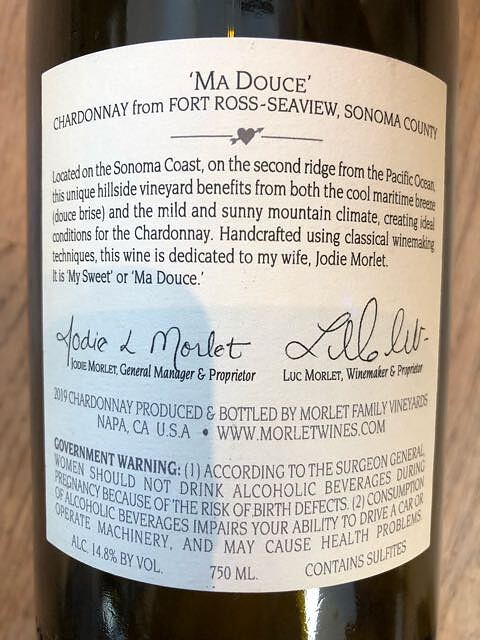 'MA DOUCE'
CHARDONNAY from FORT ROSS-SEAVIEW, SONOMA COUNTY
Located on the Sonoma Coast, on the second ridge from the Pacific Ocean,
this unique hillside vineyard benefits from both the cool maritime breeze
(douce brise) and the mild and sunny mountain climate, creating ideal
conditions for the Chardonnay. Handcrafted using classical winemaking
techniques, this wine is dedicated to my wife, Jodie Morlet.
It is 'My Sweet' or 'Ma Douce.'
Jodie L Morlet
JODIE MORLET, General Manager & Proprietor LUC MORLET, Winemaker & Proprietor
2019 CHARDONNAY PRODUCED & BOTTLED BY MORLET FAMILY VINEYARDS
NAPA, CA U.S.A • WWW.MORLETWINES.COM
GOVERNMENT WARNING: (1) ACCORDING TO THE SURGEON GENERAL,
WOMEN SHOULD NOT DRINK ALCOHOLIC BEVERAGES DURING
PREGNANCY BECAUSE OF THE RISK OF BIRTH DEFECTS. (2) CONSUMPTION
OF ALCOHOLIC BEVERAGES IMPAIRS YOUR ABILITY TO DRIVE A CAR OR
OPERATE MACHINERY, AND MAY CAUSE HEALTH PROBLEMS.
ALC. 14.8% BY VOL. 750 ML. CONTAINS SULFITES